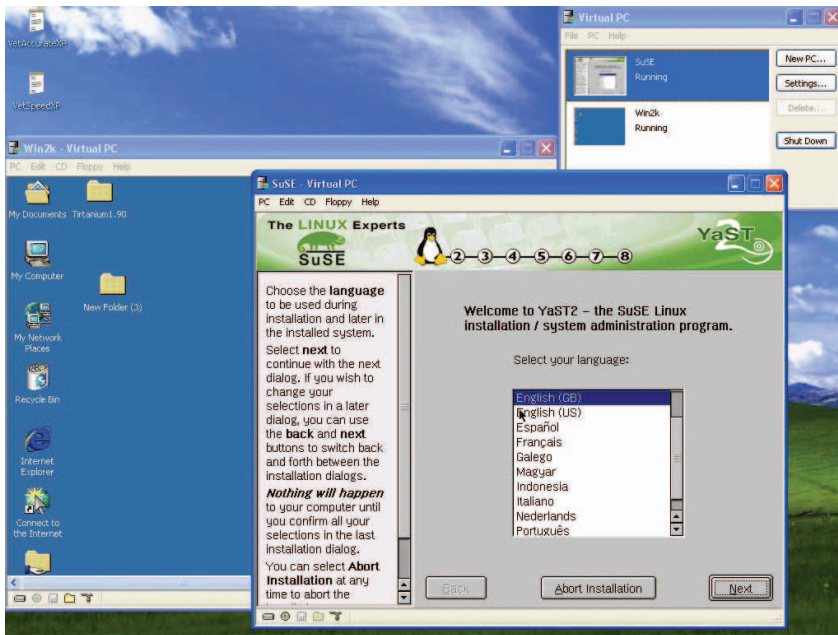 VetAccurateXP
VetSpeedXP
Virtual PC
File PC Help
SuSE
Running
Win2k
Running
New PC...
Settings...
Delete...
Shut Down
Win2k - Virtual PC
PC Edit CD Floppy Help
My Documents
Tirtanium1.90
My Computer
New Folder (3)
My Network
Places
Recycle Bin
Internet
Explorer
Connect to
the Internet
SuSE - Virtual PC
PC Edit CD Floppy Help
The LINUX Experts
SuSE
2 3 4 5 6 7 8
YaST
2
Choose the language
to be used during
installation and later in
the installed system.
Select next to
continue with the next
dialog. If you wish to
change your
selections in a later
dialog, you can use
the back and next
buttons to switch back
and forth between the
installation dialogs.
Nothing will happen
to your computer until
you confirm all your
selections in the last
installation dialog.
You can select Abort
Installation at any
time to abort the
Welcome to YaST2 – the SuSE Linux
installation / system administration program.
Select your language:
English (GB)
English (US)
Español
Français
Galego
Magyar
Indonesia
Italiano
Nederlands
Português
Back
Abort Installation
Next